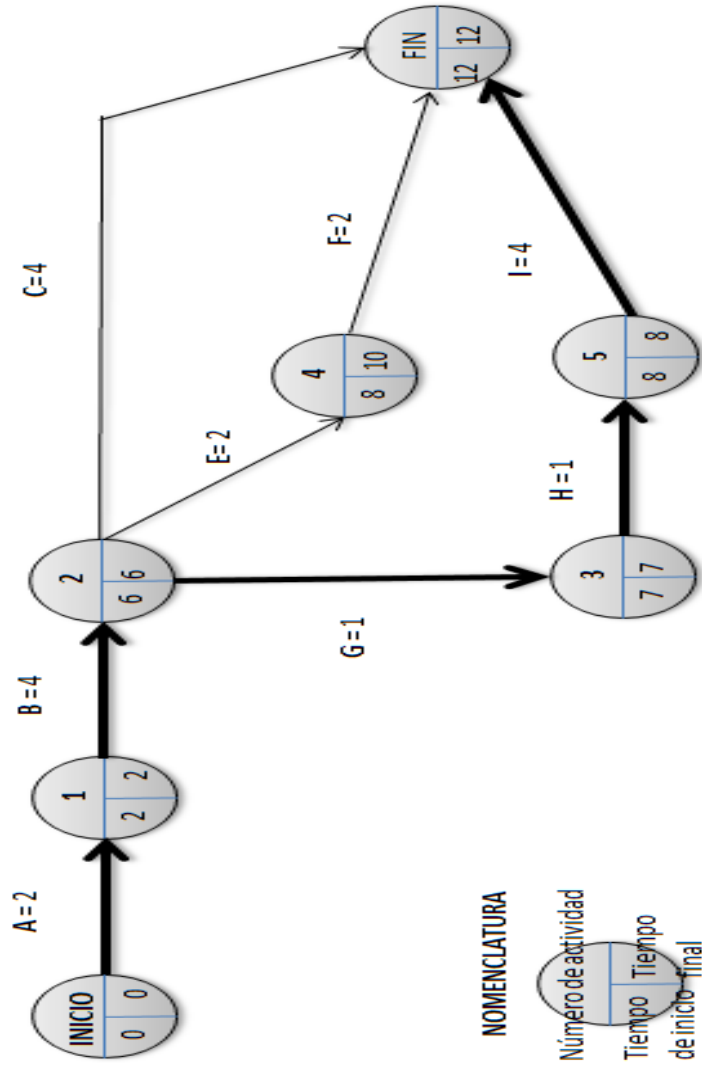 C= 4
B = 4
A = 2
INICIO
0 0
1
2 2
2
6 6
E= 2
F= 2
FIN
12 12
4
8 10
G= 1
H = 1
I = 4
3
7 7
5
8 8
NOMENCLATURA
Número de actividad
Tiempo Tiempo
de inicio final